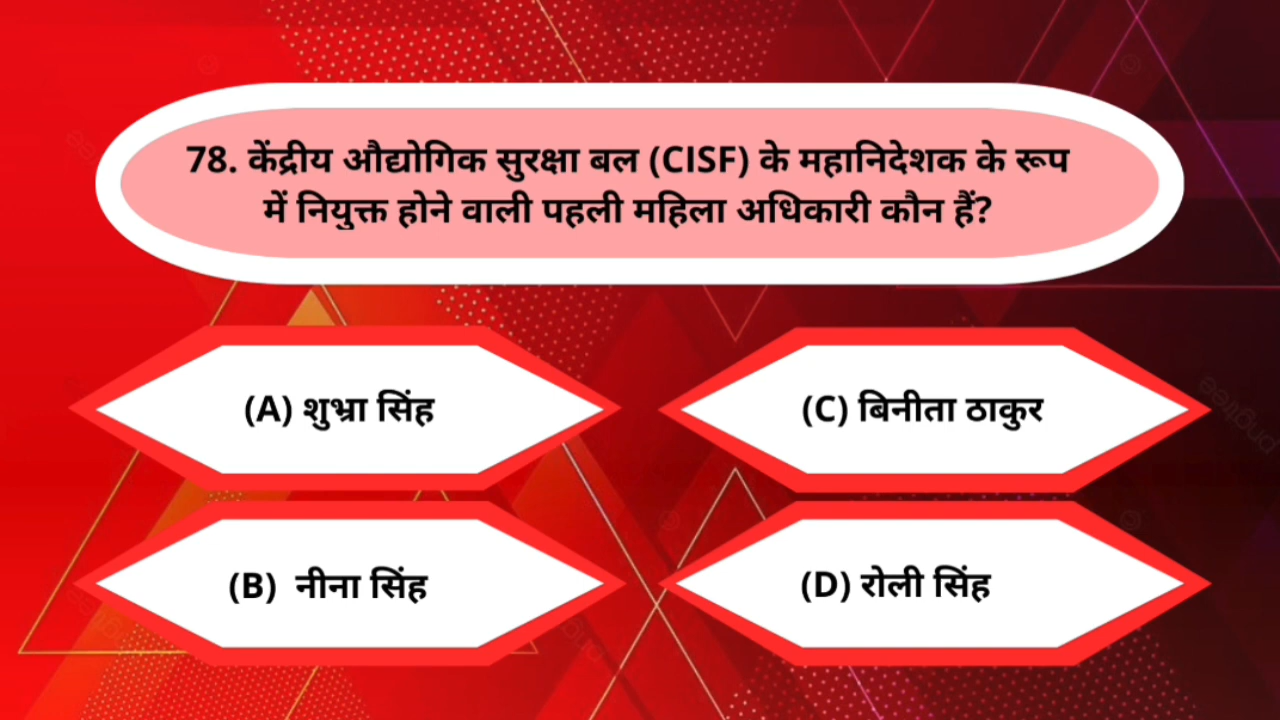 78. केंद्रीय औद्योगिक सुरक्षा बल (CISF) के महानिदेशक के रूप
में नियुक्त होने वाली पहली महिला अधिकारी कौन हैं?
(A) शुभ्रा सिंह
(C) बिनीता ठाकुर
(B) नीना सिंह
(D) रोली सिंह